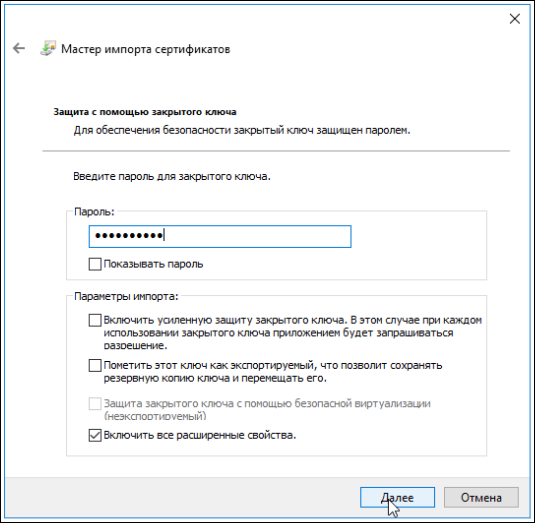 Мастер импорта сертификатов
Защита с помощью закрытого ключа
Для обеспечения безопасности закрытый ключ защищен паролем.
Введите пароль для закрытого ключа.
Пароль:
••••••••••
Показывать пароль
Параметры импорта:
Включить усиленную защиту закрытого ключа. В этом случае при каждом
использовании закрытого ключа приложением будет запрашиваться
разрешение.
Пометить этот ключ как экспортируемый, что позволит сохранять
резервную копию ключа и перемещать его.
Защита закрытого ключа с помощью безопасной виртуализации
(неэкспортируемый)
Включить все расширенные свойства.
Далее
Отмена